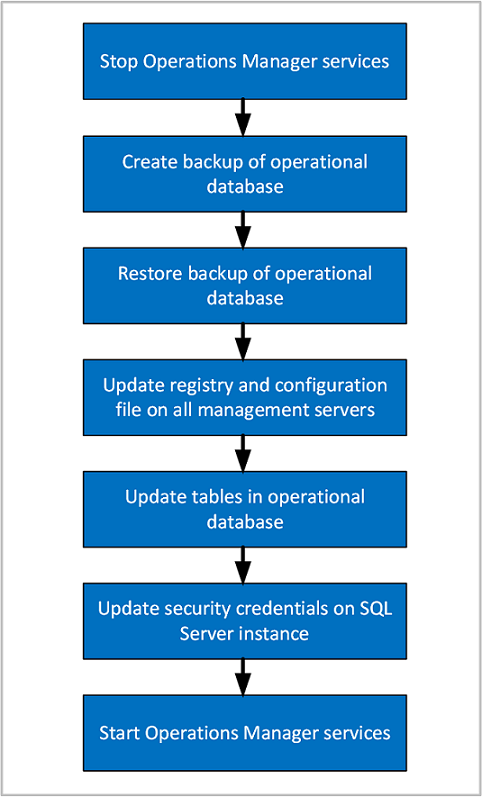 Stop Operations Manager services
Create backup of operational
database
Restore backup of operational
database
Update registry and configuration
file on all management servers
Update tables in operational
database
Update security credentials on SQL
Server instance
Start Operations Manager services